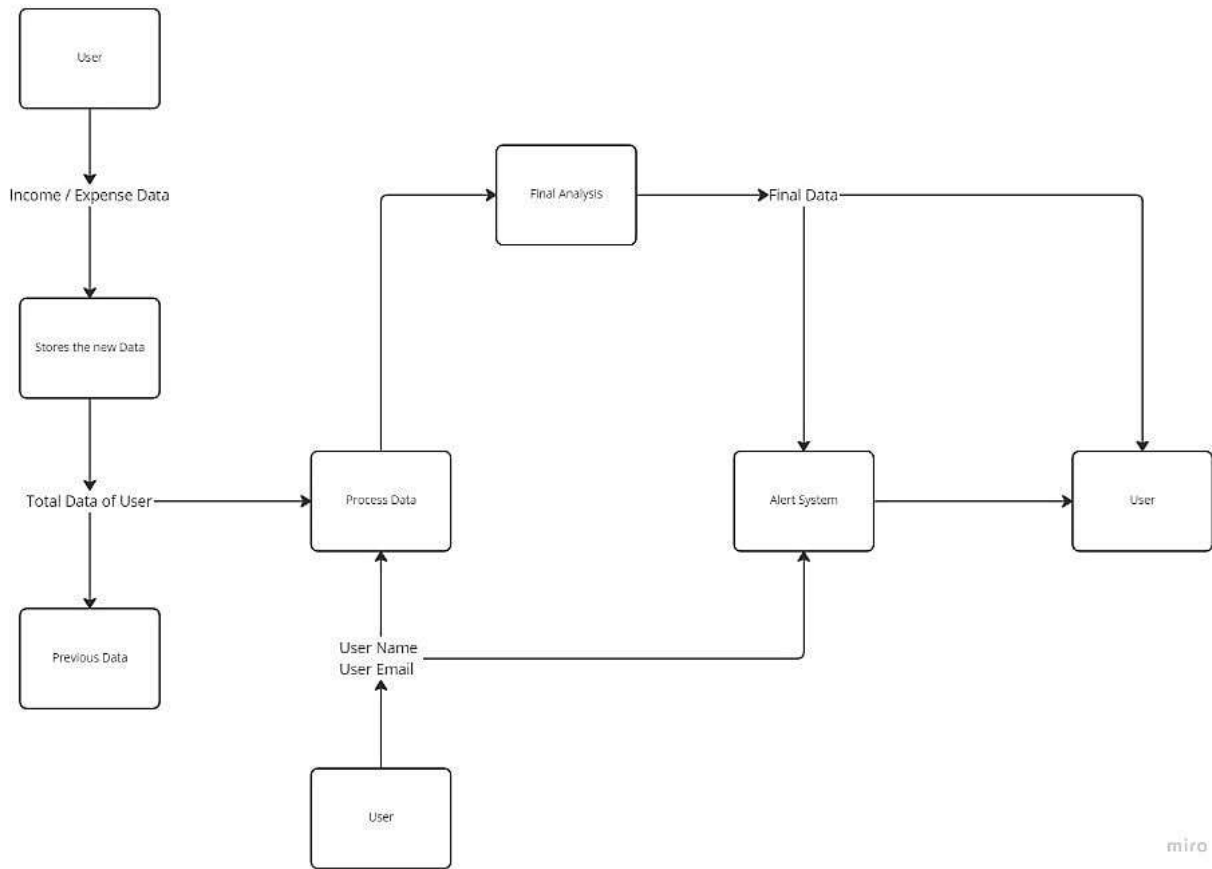 User
Income / Expense Data
Stores the new Data
Total Data of User
Previous Data
Process Data
User Name
User Email
User
Final Analysis
Final Data
Alert System
User
miro